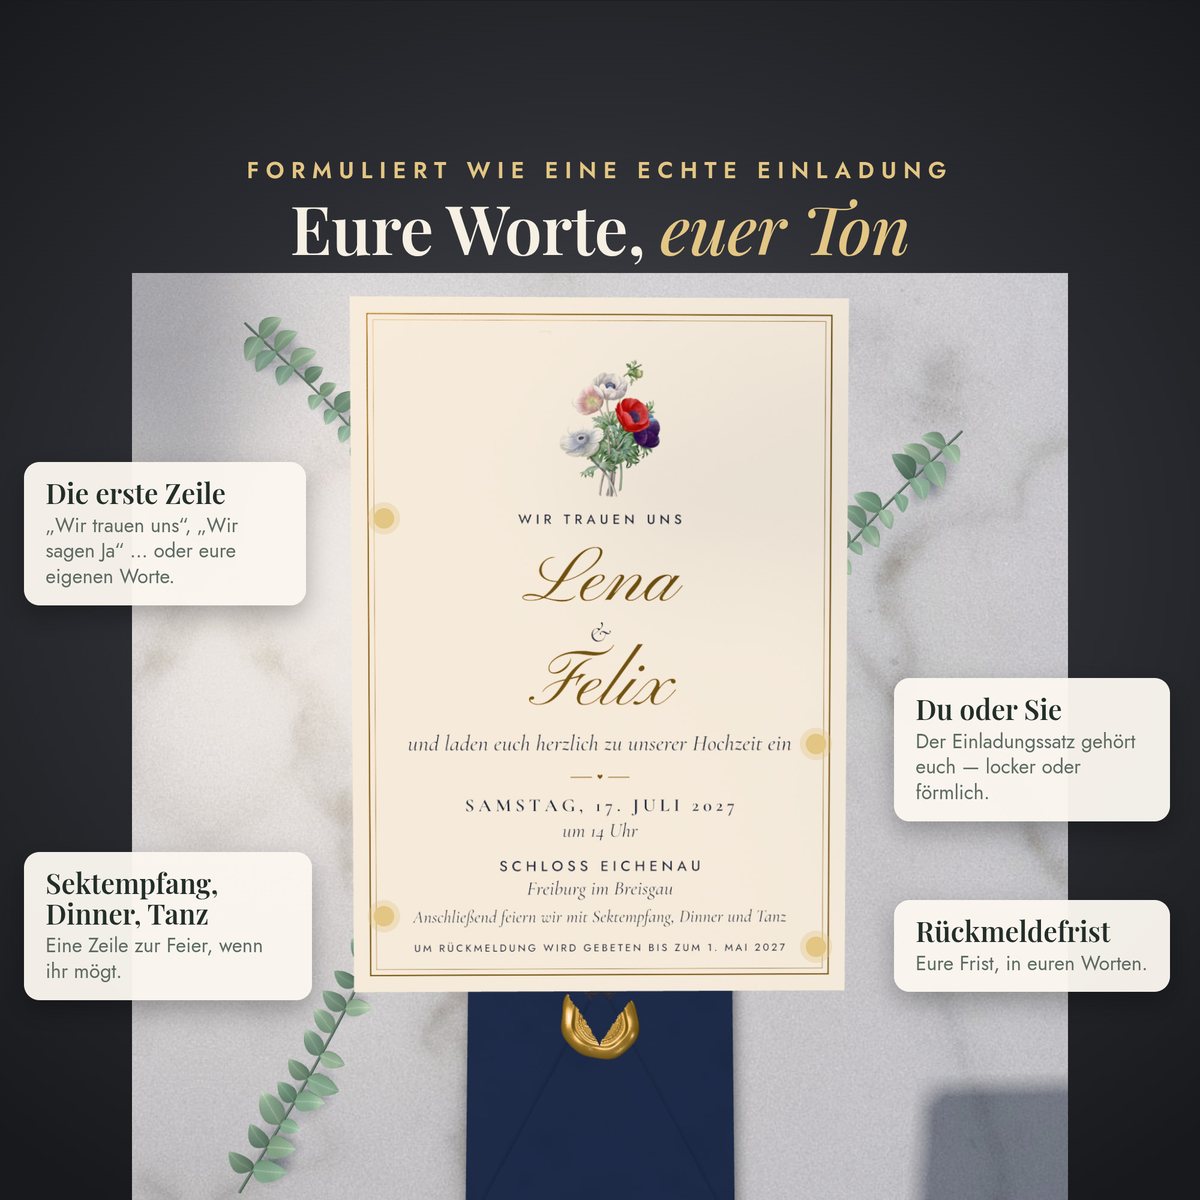 FORMULIERT WIE EINE ECHTE EINLADUNG
Eure Worte, euer Ton
Die erste Zeile
„Wir trauen uns“, „Wir
sagen Ja“ … oder eure
eigenen Worte.
WIR TRAUEN UNS
Lena
&
Felix
und laden euch herzlich zu unserer Hochzeit ein
SAMSTAG, 17. JULI 2027
um 14 Uhr
SCHLOSS EICHENAU
Freiburg im Breisgau
Anschließend feiern wir mit Sektempfang, Dinner und Tanz
UM RÜCKMELDUNG WIRD GEBETEN BIS ZUM 1. MAI 2027
Du oder Sie
Der Einladungssatz gehört
euch — locker oder
förmlich.
Sektempfang,
Dinner, Tanz
Eine Zeile zur Feier, wenn
ihr mögt.
Rückmeldefrist
Eure Frist, in euren Worten.